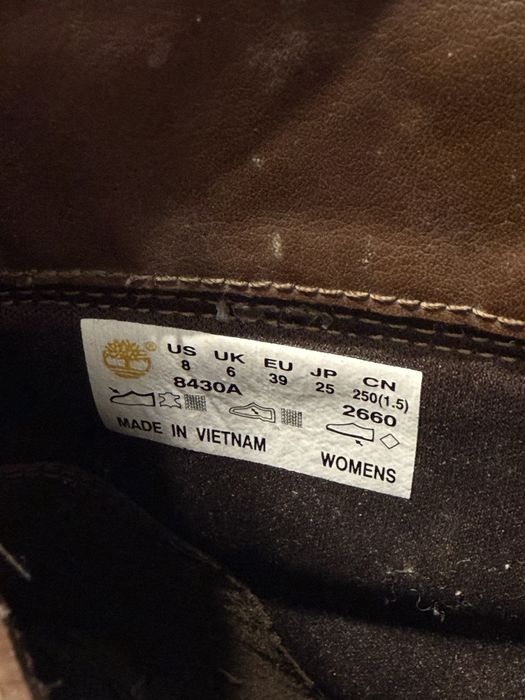 ® US UK EU JP CN
8 6 39 25 250(1.5)
8430A 2660
MADE IN VIETNAM WOMENS